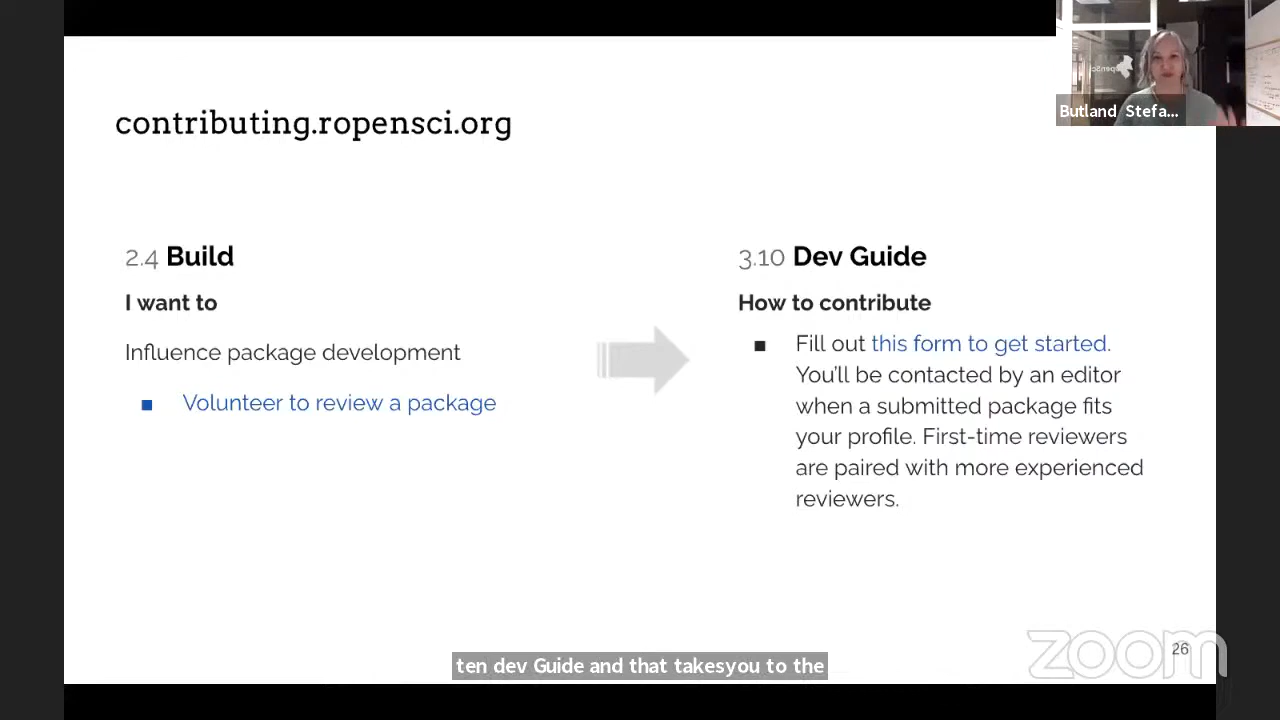 contributing.ropensci.org
Butland Stefa...
2.4 Build
I want to
Influence package development
■ Volunteer to review a package
3.10 Dev Guide
How to contribute
■ Fill out this form to get started.
You'll be contacted by an editor
when a submitted package fits
your profile. First-time reviewers
are paired with more experienced
reviewers.
ten dev Guide and that takesyou to the
zoom
26